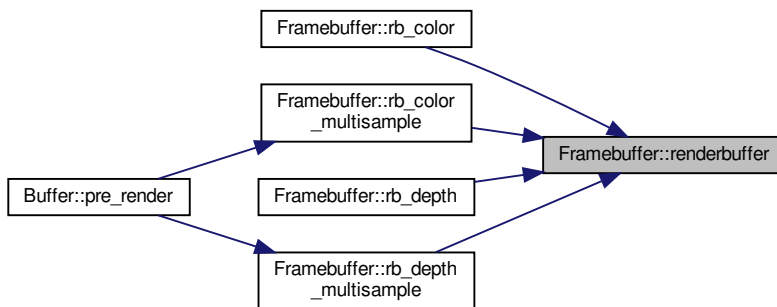 Framebuffer::rb_color
Framebuffer::rb_color
_multisample
Framebuffer::renderbuffer
Buffer::pre_render
Framebuffer::rb_depth
Framebuffer::rb_depth
_multisample